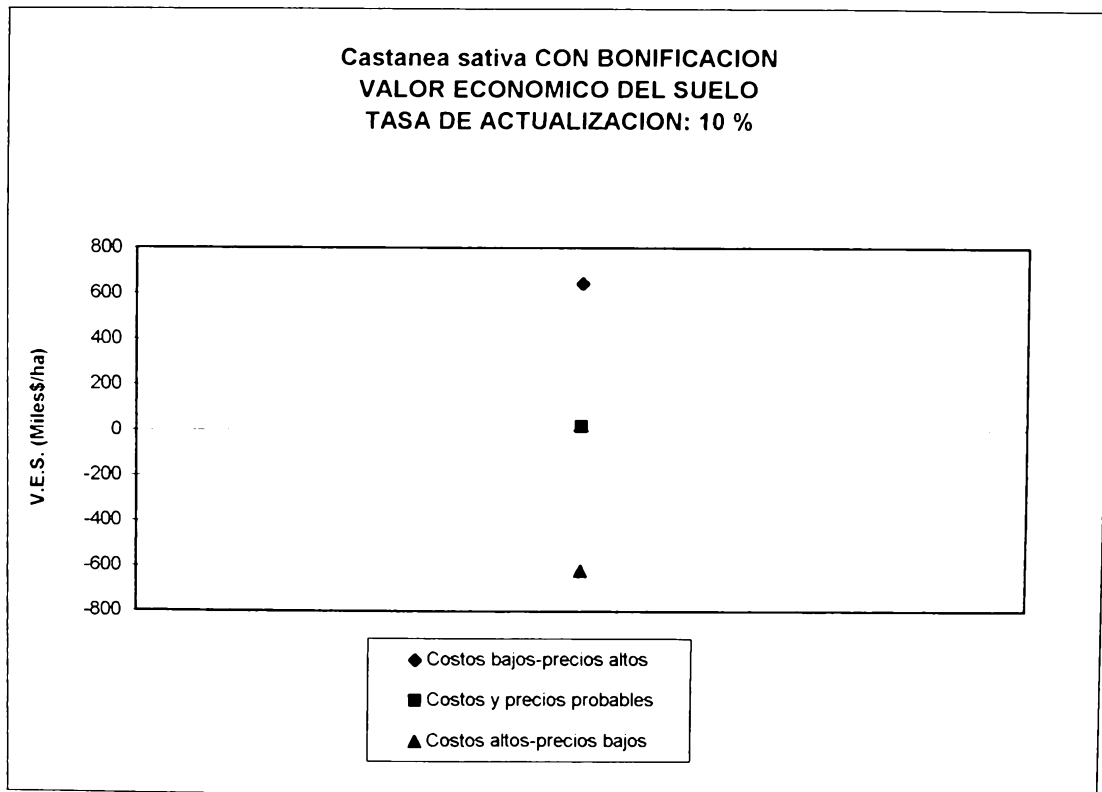 Castanea sativa CON BONIFICACION
VALOR ECONOMICO DEL SUELO
TASA DE ACTUALIZACION: 10 %
V.E.S. (Miles$/ha)
800
600
400
200
0
-200
-400
-600
-800
Costos bajos-precios altos
Costos y precios probables
Costos altos-precios bajos